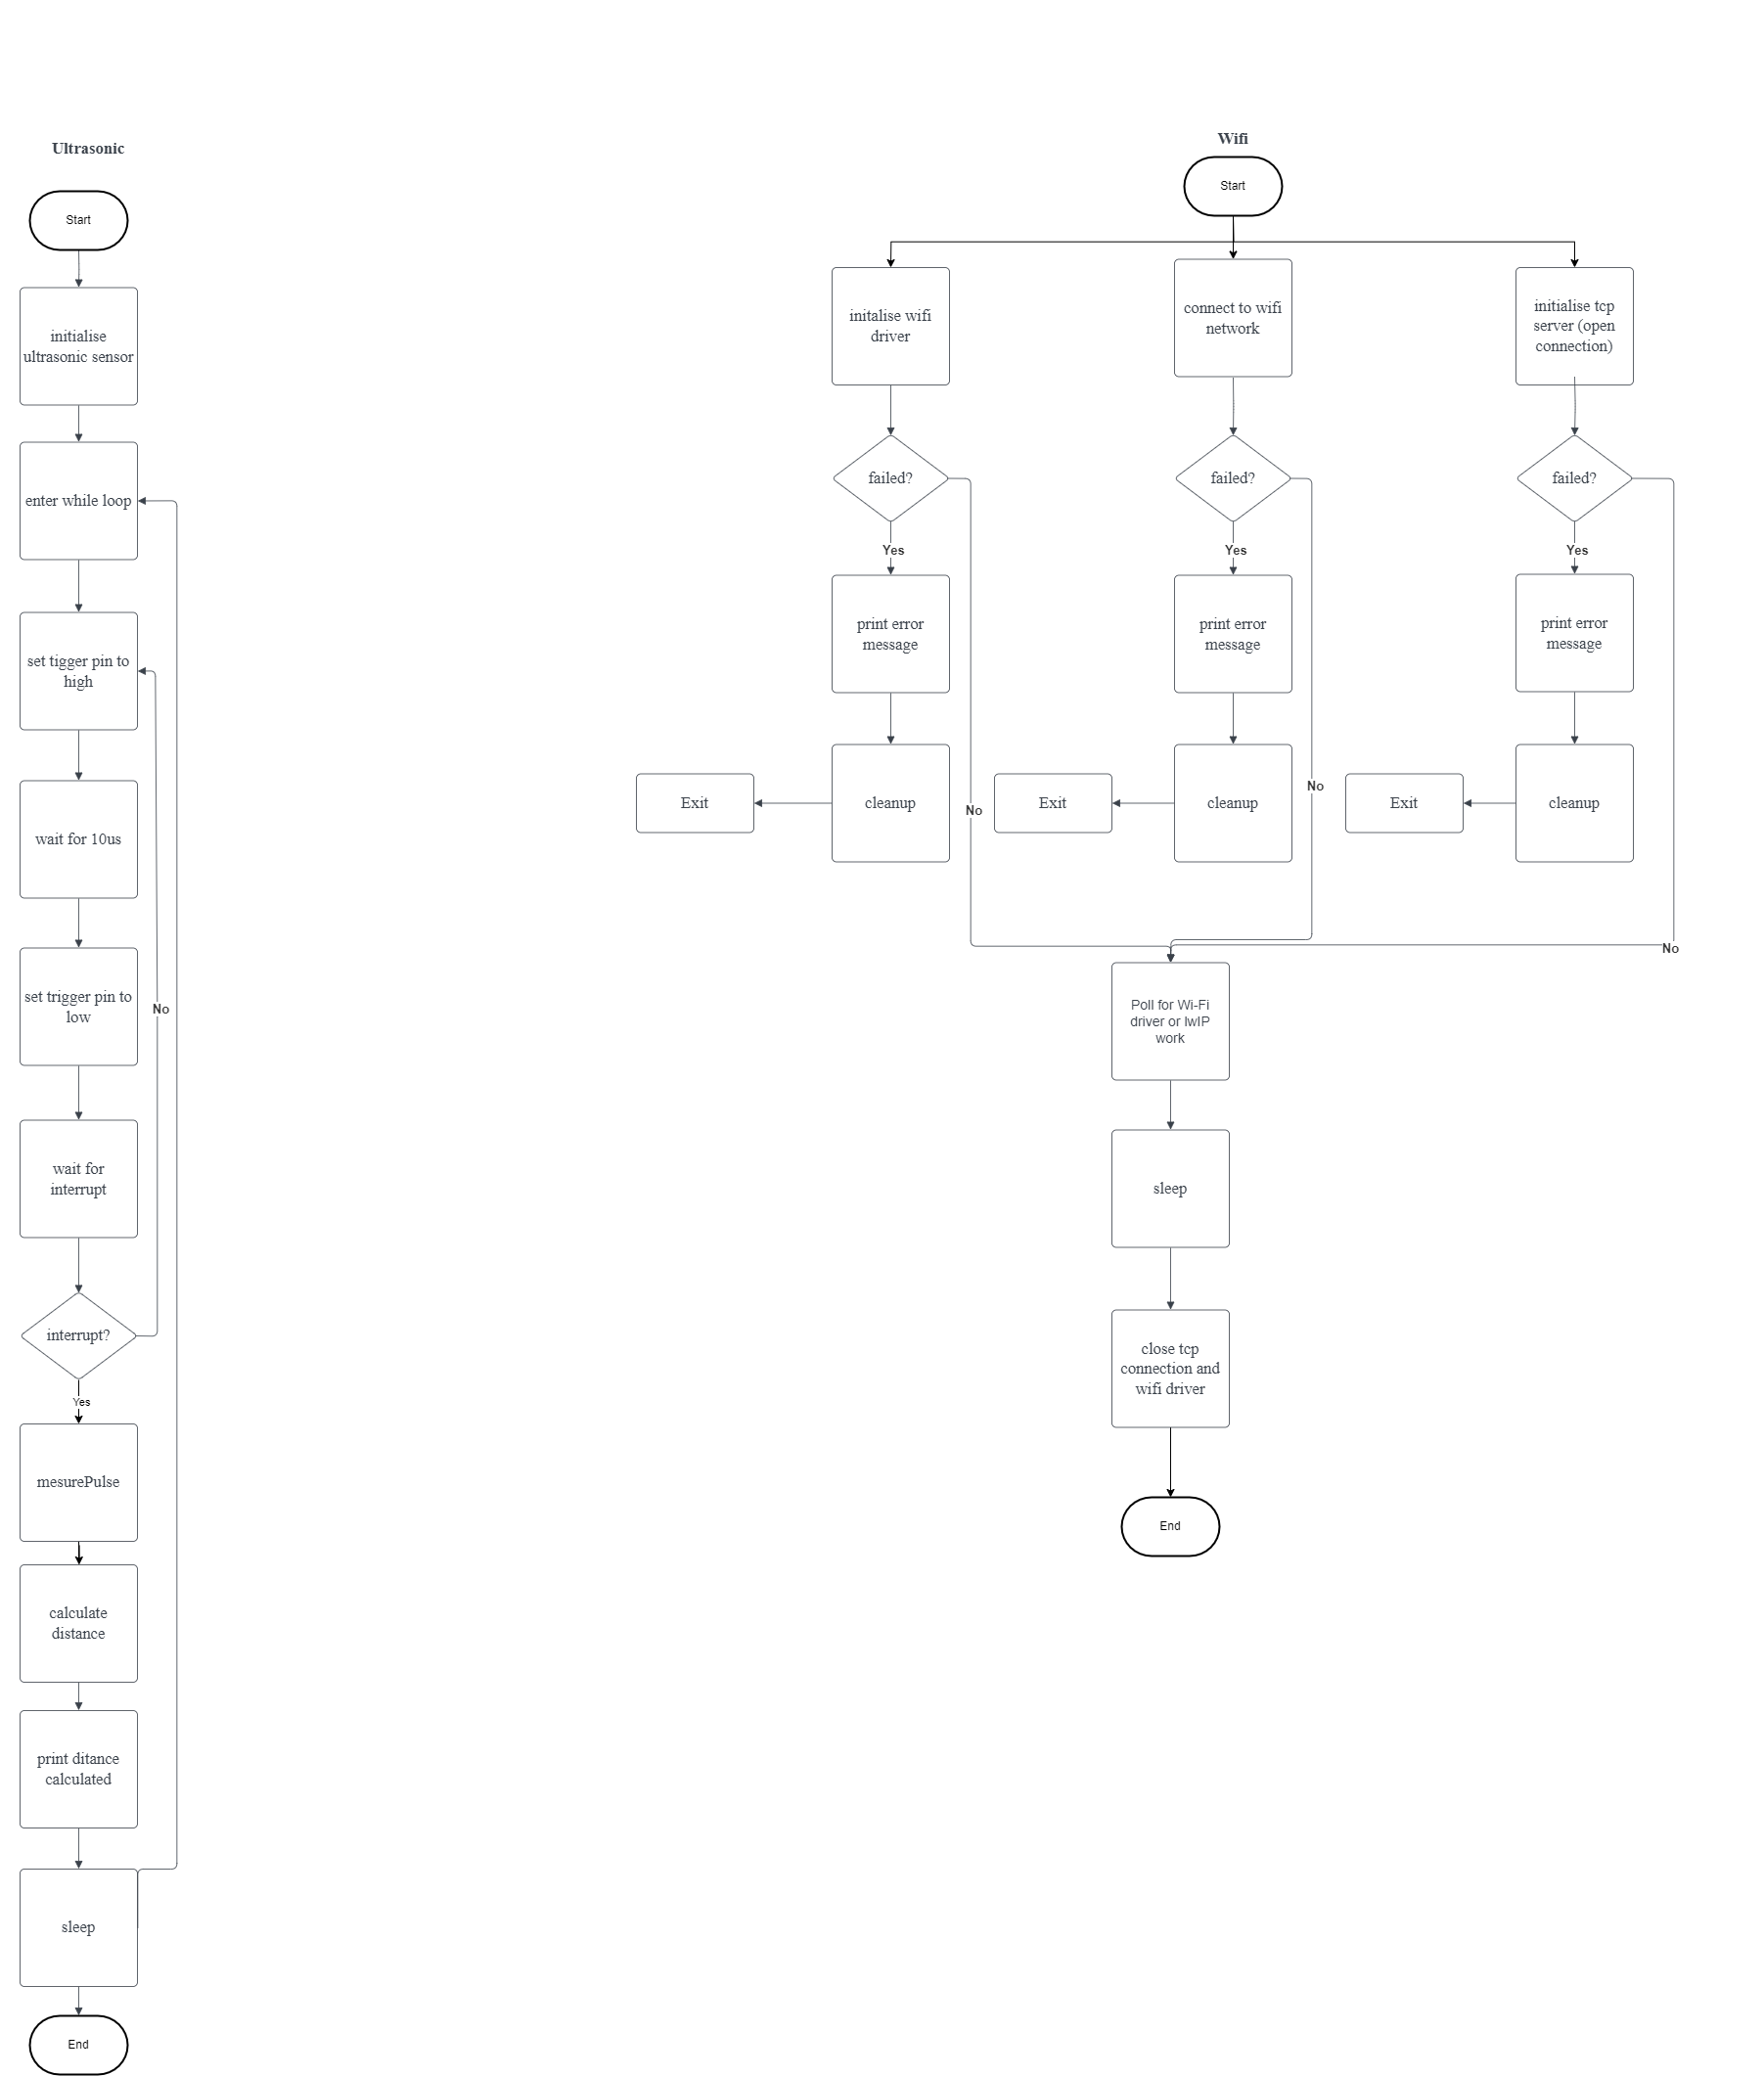 Ultrasonic
Start
initialise
ultrasonic sensor
enter while loop
set tigger pin to
high
wait for 10us
set trigger pin to
low
No
wait for
interrupt
interrupt?
Yes
mesurePulse
calculate
distance
print ditance
calculated
sleep
End
Wifi
Start
initalise wifi
driver
failed?
Yes
print error
message
cleanup
Exit
No
connect to wifi
network
failed?
Yes
print error
message
cleanup
Exit
No
initialise tcp
server (open
connection)
failed?
Yes
print error
message
cleanup
Exit
No
Poll for Wi-Fi
driver or lwIP
work
sleep
close tcp
connection and
wifi driver
End